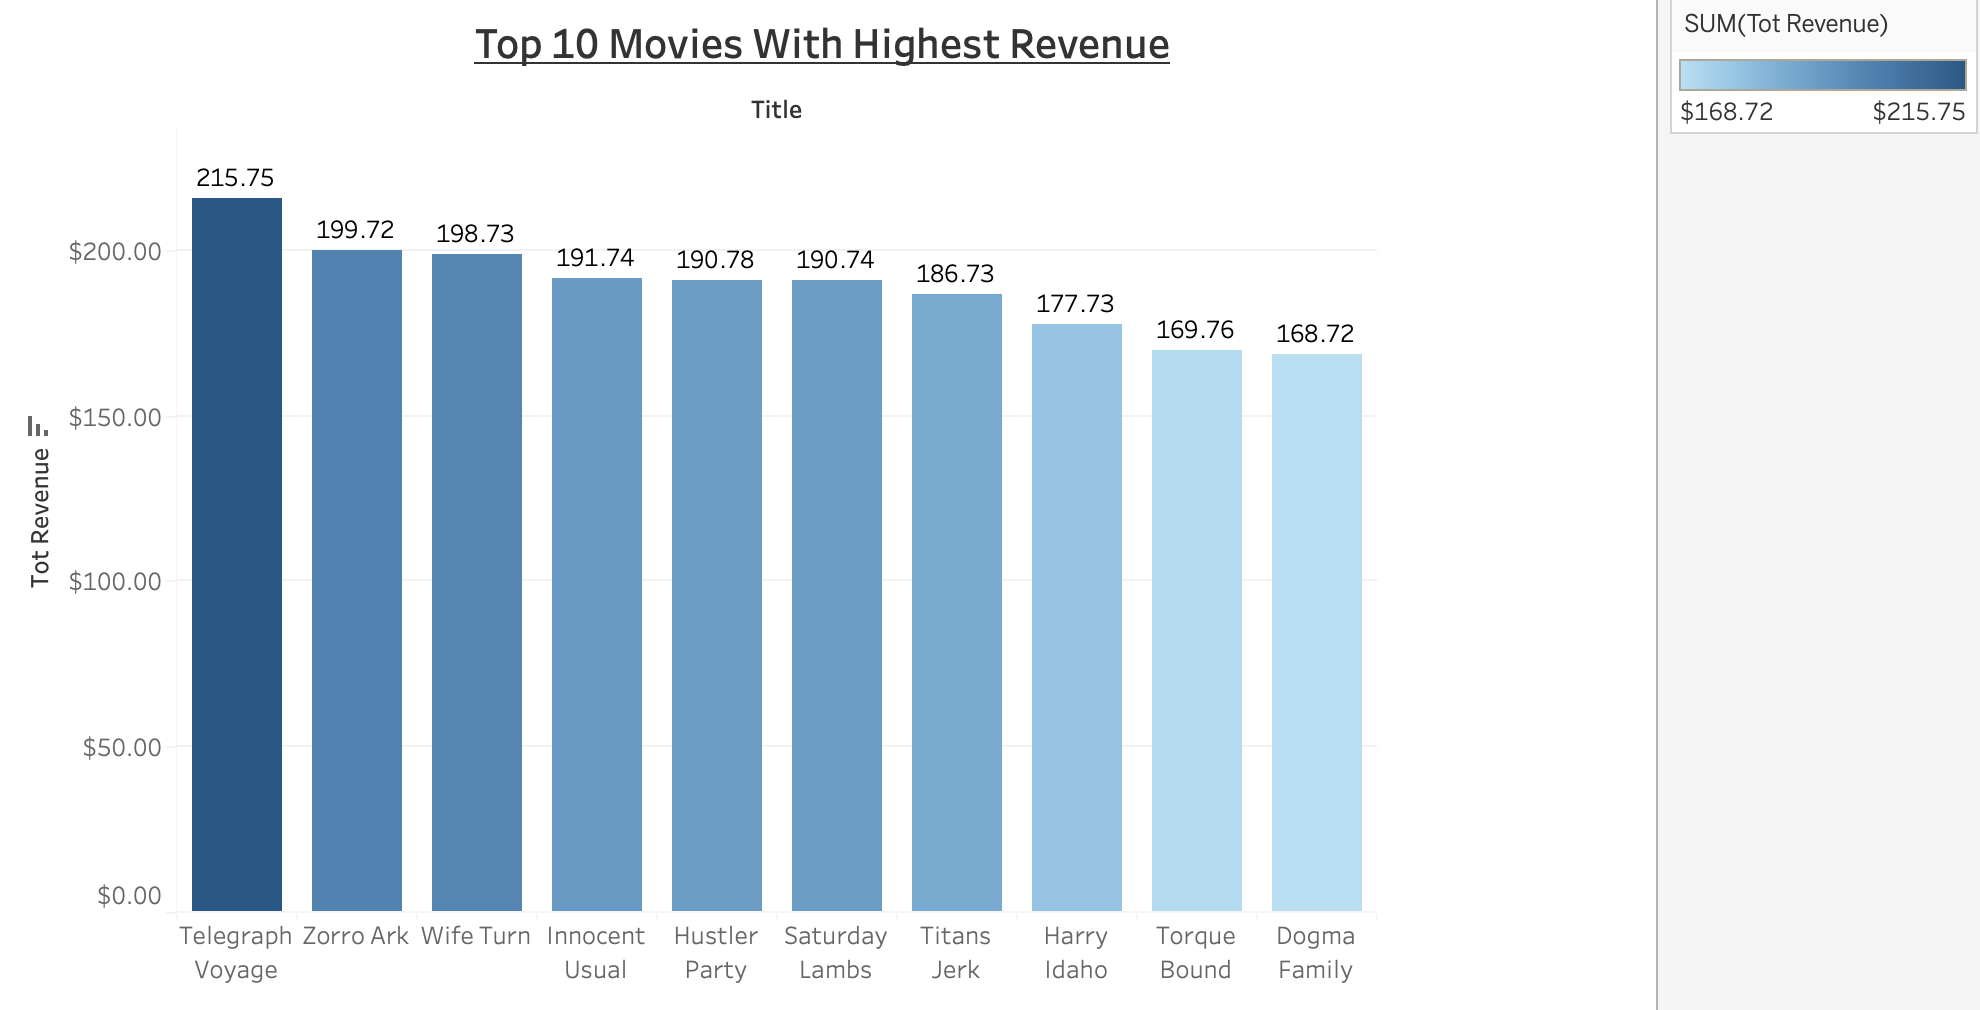 Top 10 Movies With Highest Revenue
SUM(Tot Revenue)
$168.72 $215.75
Title
215.75
199.72
198.73
191.74
190.78
190.74
186.73
177.73
169.76
168.72
$200.00
$150.00
$100.00
$50.00
$0.00
Tot Revenue
Telegraph Voyage
Zorro Ark
Wife Turn
Innocent Usual
Hustler Party
Saturday Lambs
Titans Jerk
Harry Idaho
Torque Bound
Dogma Family